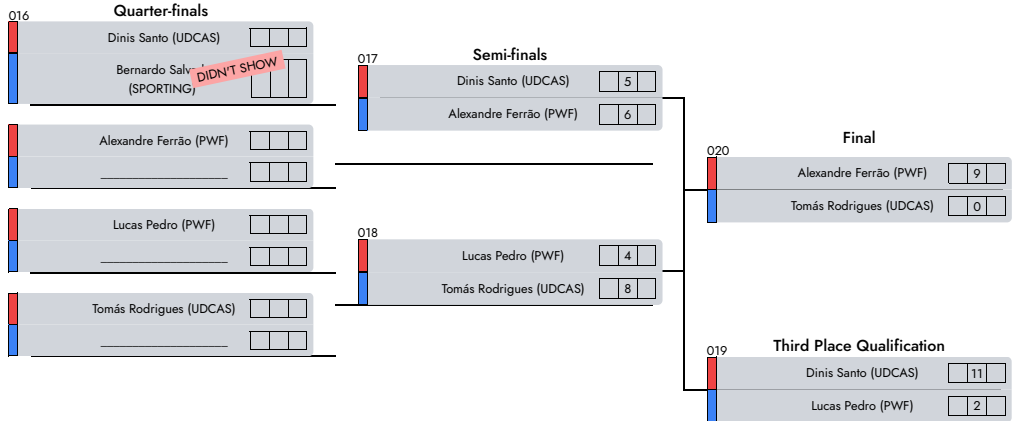 Quarter-finals
016
Dinis Santo (UDCAS)
Bernardo
(SPORTING)
DIDN'T SHOW
Alexandre Ferrão (PWF)
____________________
Lucas Pedro (PWF)
____________________
Tomás Rodrigues (UDCAS)
____________________
Semi-finals
017
Dinis Santo (UDCAS) 5
Alexandre Ferrão (PWF) 6
018
Lucas Pedro (PWF) 4
Tomás Rodrigues (UDCAS) 8
Final
020
Alexandre Ferrão (PWF) 9
Tomás Rodrigues (UDCAS) 0
Third Place Qualification
019
Dinis Santo (UDCAS) 11
Lucas Pedro (PWF) 2